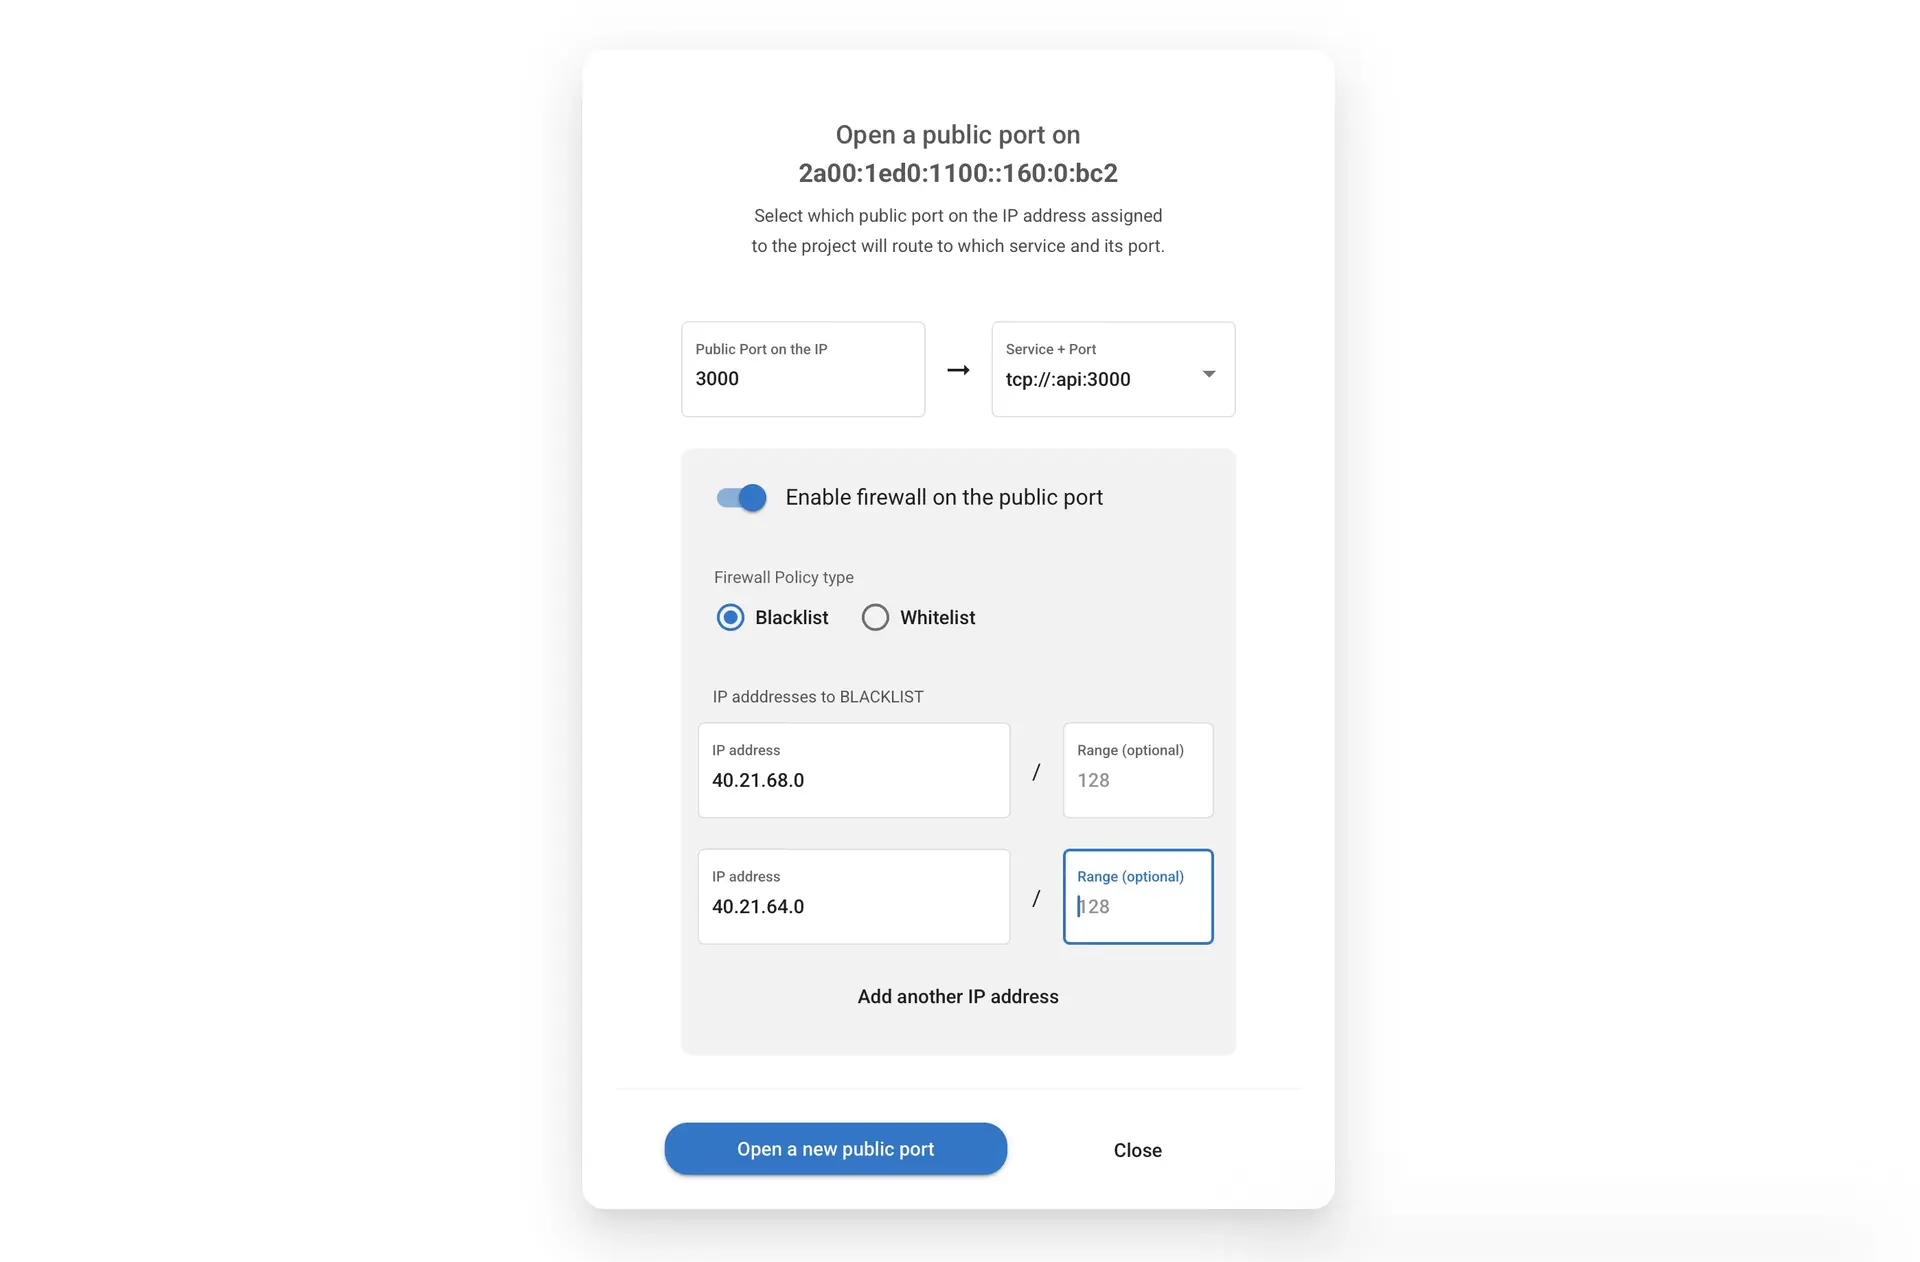 Open a public port on
2a00:1ed0:1100::160:0:bc2
Select which public port on the IP address assigned
to the project will route to which service and its port.
Public Port on the IP
3000
→
Service + Port
tcp://:api:3000
Enable firewall on the public port
Firewall Policy type
Blacklist
Whitelist
IP adddresses to BLACKLIST
IP address
40.21.68.0
/
Range (optional)
128
IP address
40.21.64.0
/
Range (optional)
128
Add another IP address
Open a new public port
Close